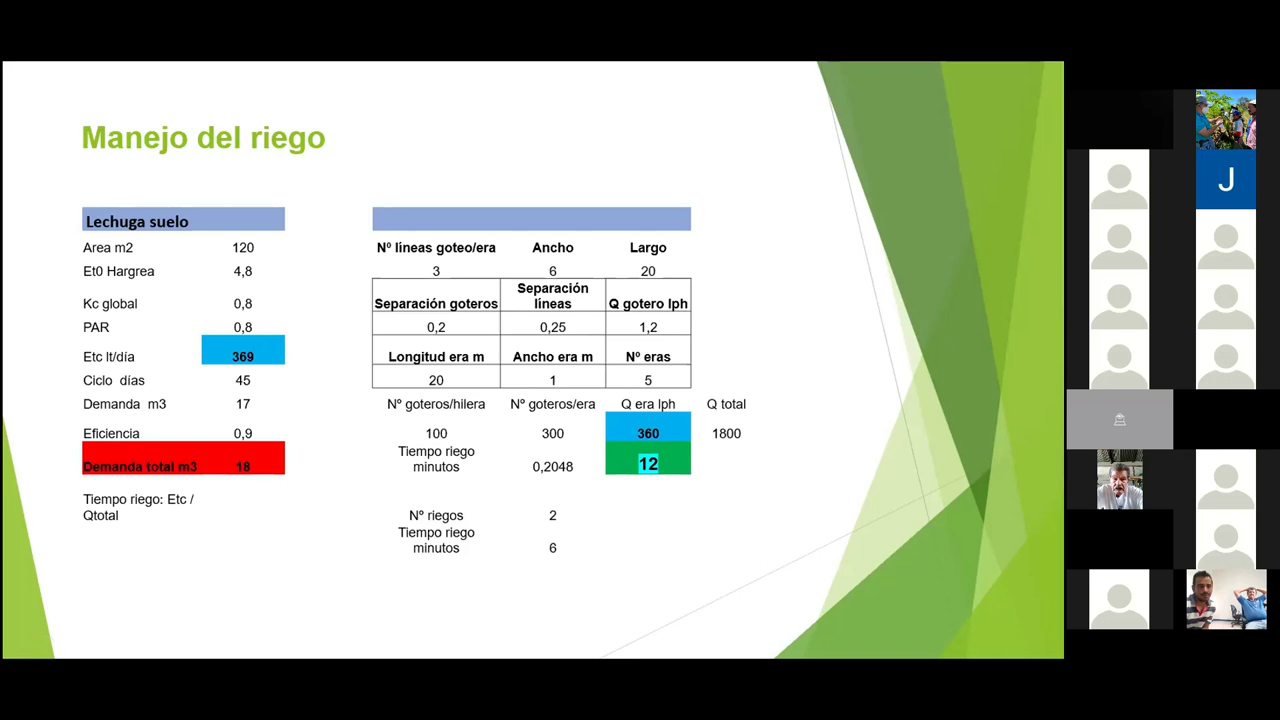 Manejo del riego
Lechuga suelo
Area m2 120
Et0 Hargrea 4,8
Kc global 0,8
PAR 0,8
Etc lt/día 369
Ciclo días 45
Demanda m3 17
Eficiencia 0,9
Demanda total m3 18
Tiempo riego: Etc /
Qtotal
Nº líneas goteo/era Ancho Largo
3 6 20
Separación
Separación goteros líneas Q gotero lph
0,2 0,25 1,2
Longitud era m Ancho era m Nº eras
20 1 5
Nº goteros/hilera Nº goteros/era Q era lph Q total
100 300 360 1800
Tiempo riego
minutos 0,2048 12
Nº riegos 2
Tiempo riego
minutos 6
J